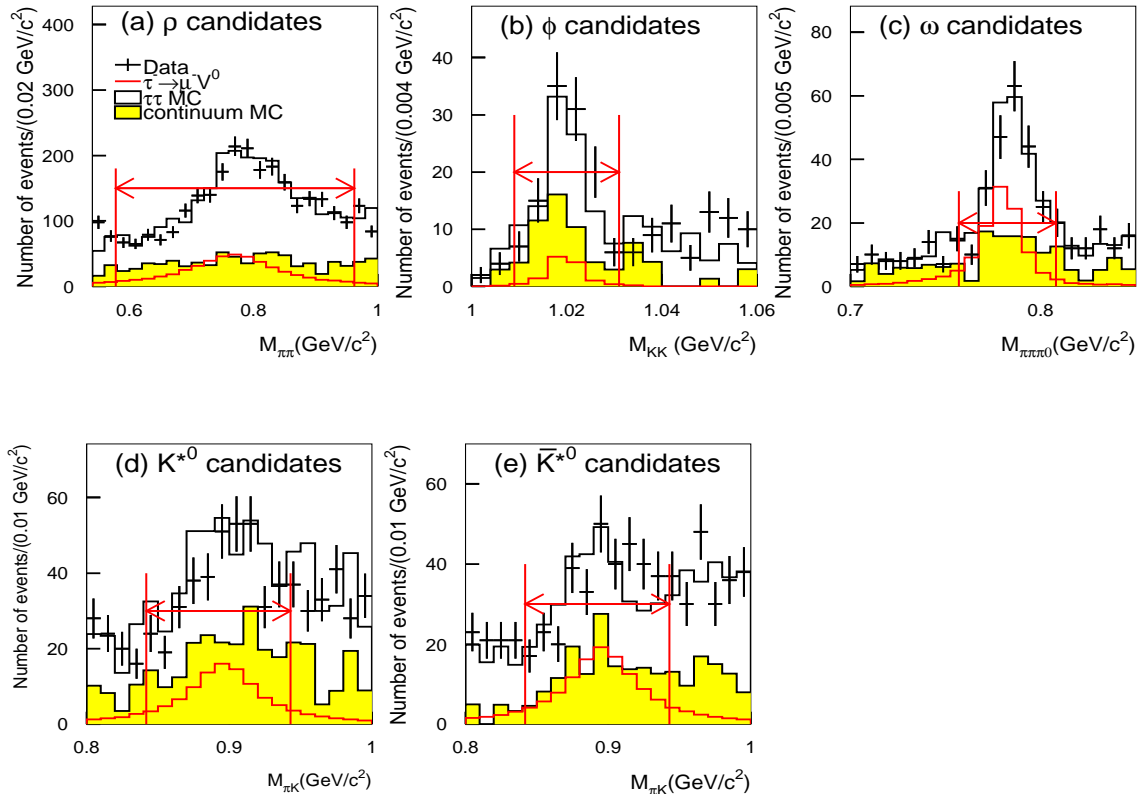 (a) ρ candidates
Data
τ→μ⁻V⁰
ττ MC
continuum MC
Number of events/(0.02 GeV/c²)
400
300
200
100
0
0.6
0.8
1
M_ππ(GeV/c²)
(b) ϕ candidates
Number of events/(0.004 GeV/c²)
40
30
20
10
0
1
1.02
1.04
1.06
M_KK (GeV/c²)
(c) ω candidates
Number of events/(0.005 GeV/c²)
80
60
40
20
0
0.7
0.8
M_πππ0(GeV/c²)
(d) K*⁰ candidates
Number of events/(0.01 GeV/c²)
60
40
20
0
0.8
0.9
1
M_πK(GeV/c²)
(e) K̅*⁰ candidates
Number of events/(0.01 GeV/c²)
60
40
20
0
0.8
0.9
1
M_πK(GeV/c²)